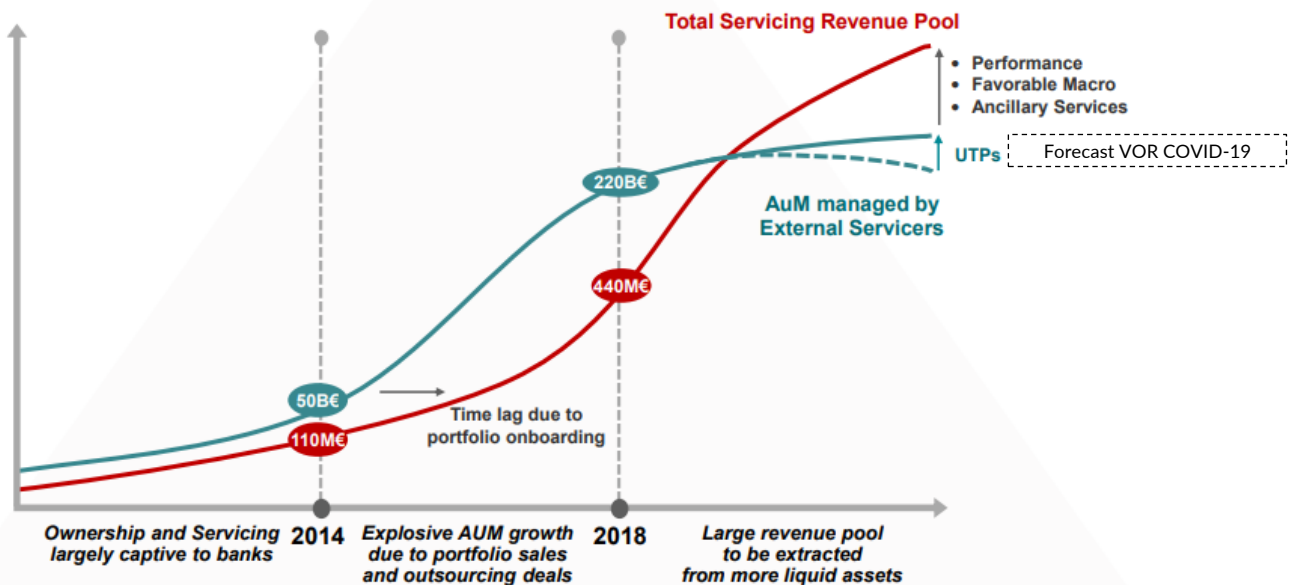 Total Servicing Revenue Pool
• Performance
• Favorable Macro
• Ancillary Services
UTPs
Forecast VOR COVID-19
220B€
AuM managed by
External Servicers
440M€
50B€
Time lag due to
portfolio onboarding
110M€
Ownership and Servicing
largely captive to banks
2014
Explosive AUM growth
due to portfolio sales
and outsourcing deals
2018
Large revenue pool
to be extracted
from more liquid assets